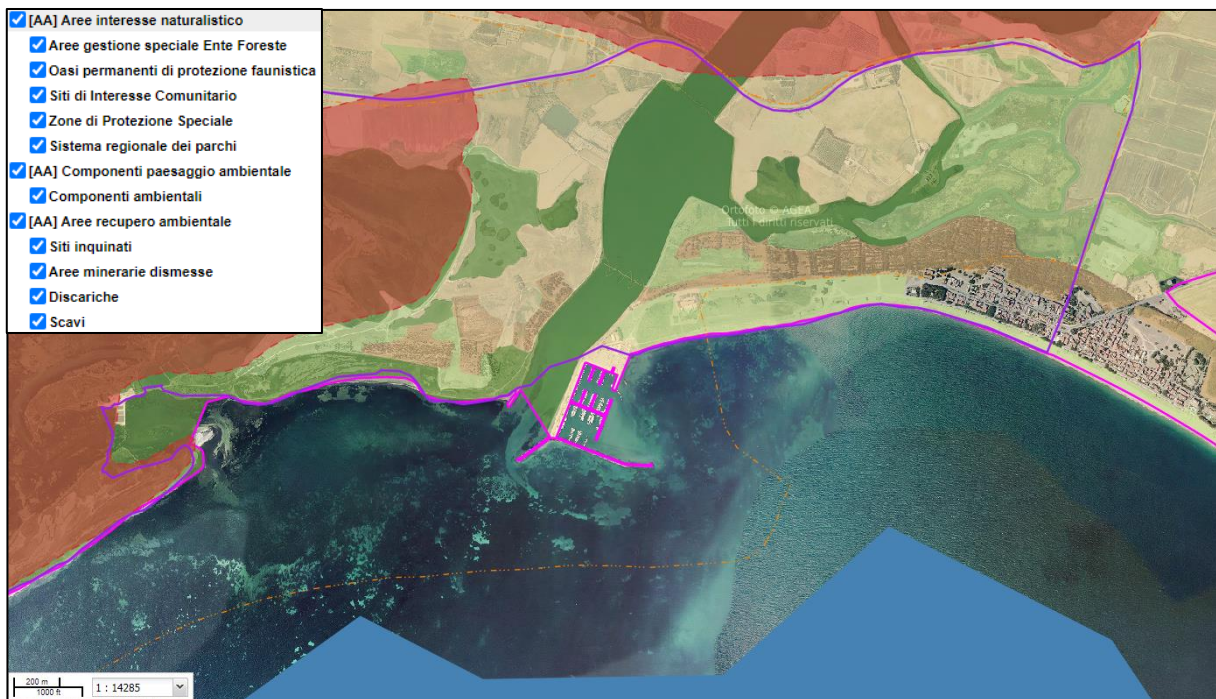 [AA] Aree interesse naturalistico
Aree gestione speciale Ente Foreste
Oasi permanenti di protezione faunistica
Siti di Interesse Comunitario
Zone di Protezione Speciale
Sistema regionale dei parchi
[AA] Componenti paesaggio ambientale
Componenti ambientali
[AA] Aree recupero ambientale
Siti inquinati
Aree minerarie dismesse
Discariche
Scavi
Ortofoto © AGEA
Tutti i diritti riservati
200 m
1000 ft
1 : 14285